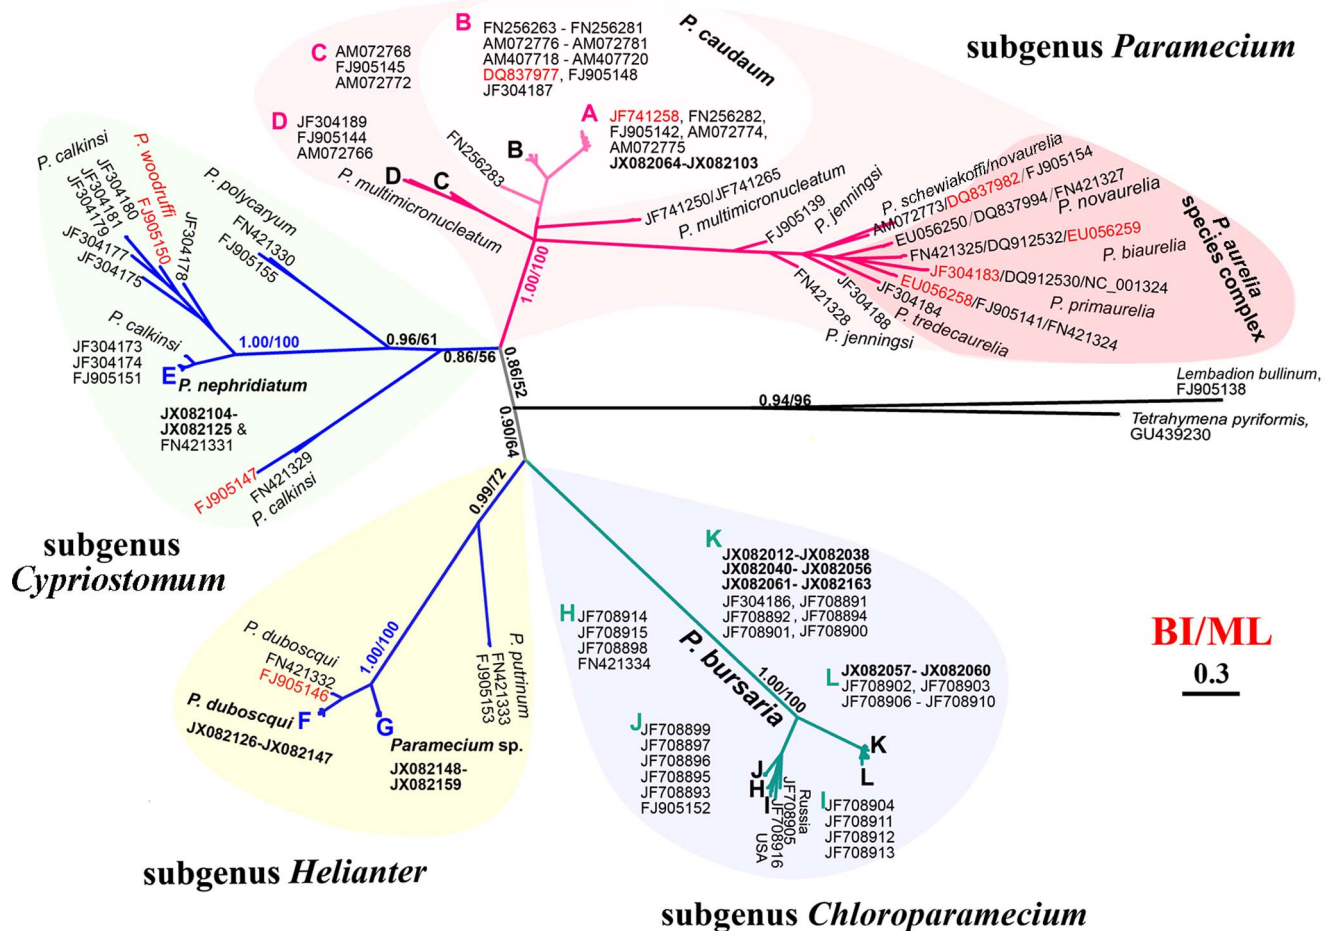 subgenus Paramecium
B
FN256263 - FN256281
AM072776 - AM072781
AM407718 - AM407720
DQ837977, FJ905148
JF304187
P. caudaum
C
AM072768
FJ905145
AM072772
D
JF304189
FJ905144
AM072766
A
JF741258, FN256282,
FJ905142, AM072774,
AM072775
JX082064-JX082103
FN256283
B
D
C
P. multimicronucleatum
JF741250/JF741265
P. multimicronucleatum
FJ905139
P. jenningsi
P. schewiakoffi/novaurelia
AM072773/DQ837982/FJ905154
EU056250/DQ837994/FN421327
P. novaurelia
FN421325/DQ912532/EU056259
P. biaurelia
JF304183/DQ912530/NC_001324
P. primaurelia
EU056258/FJ905141/FN421324
JF304184
P. tredecaurelia
JF304188
FN421328
P. jenningsi
P. aurelia
species complex
1.00/100
P. calkinsi
JF304180
JF304181
JF304179
JF304177
JF304175
P. woodruffi
FJ905150
JF304178
P. polycaryum
FN421330
FJ905155
P. calkinsi
JF304173
JF304174
FJ905151
E
P. nephridiatum
JX082104-
JX082125 &
FN421331
1.00/100
0.96/61
0.86/56
FJ905147
FN421329
P. calkinsi
subgenus
Cypriostomum
0.86/52
0.90/64
0.94/96
Lembadion bullinum,
FJ905138
Tetrahymena pyriformis,
GU439230
0.99/72
1.00/100
P. duboscqui
FN421332
FJ905146
P. duboscqui
F
JX082126-JX082147
G
Paramecium sp.
JX082148-
JX082159
P. putrinum
FN421333
FJ905153
subgenus Helianter
K
JX082012-JX082038
JX082040- JX082056
JX082061- JX082163
JF304186, JF708891
JF708892 , JF708894
JF708901, JF708900
H
JF708914
JF708915
JF708898
FN421334
P. bursaria
1.00/100
L
JX082057- JX082060
JF708902, JF708903
JF708906 - JF708910
J
JF708899
JF708897
JF708896
JF708895
JF708893
FJ905152
K
L
J
H
I
Russia
JF708905
JF708916
USA
I
JF708904
JF708911
JF708912
JF708913
subgenus Chloroparamecium
BI/ML
0.3